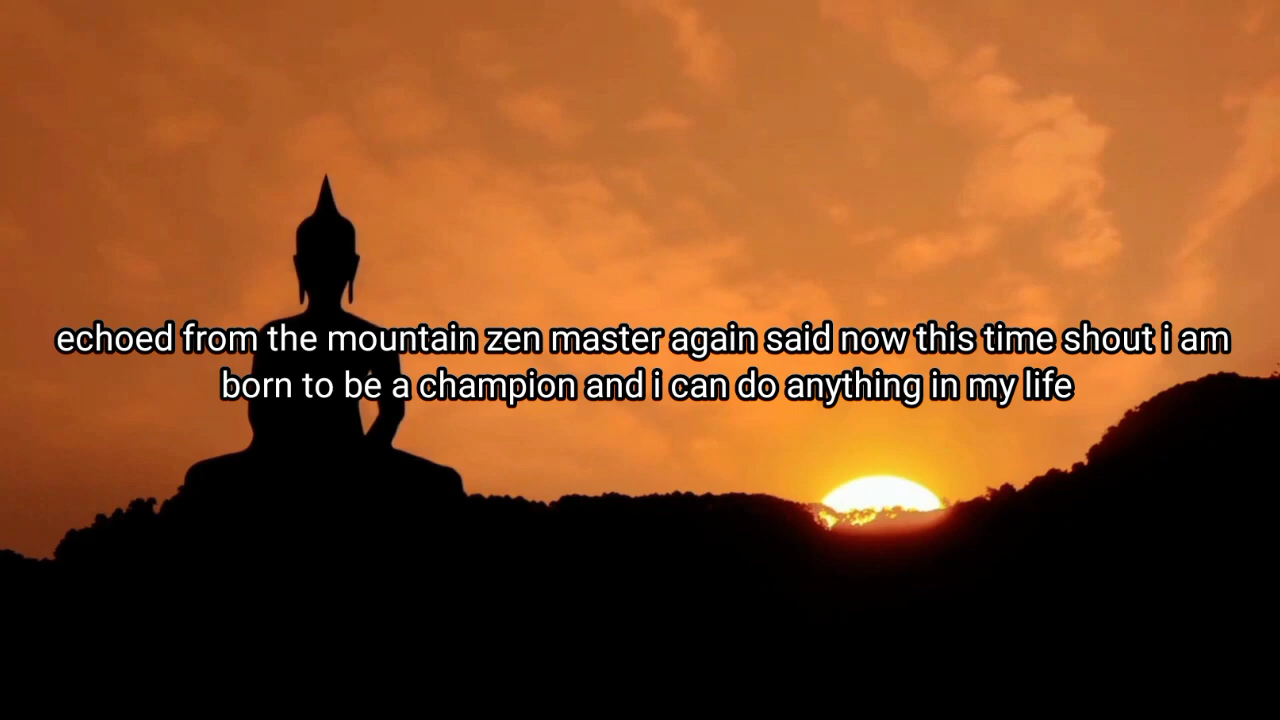 echoed from the mountain zen master again said now this time shout i am
born to be a champion and i can do anything in my life